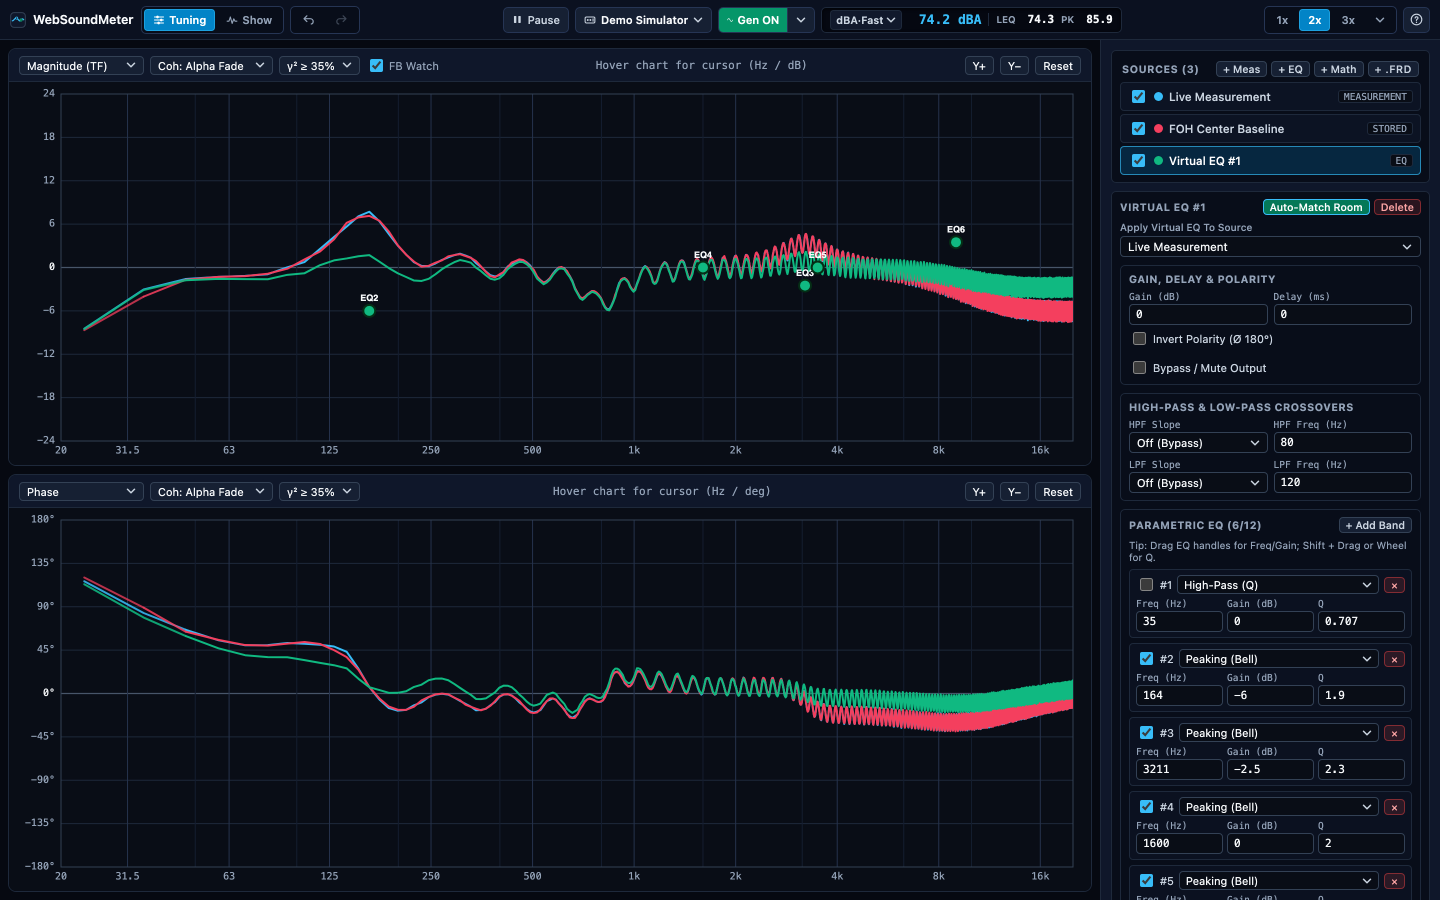 WebSoundMeter Tuning Show Pause Demo Simulator ~ Gen ON dBA·Fast 74.2 dBA LEQ 74.3 PK 85.9 1x 2x 3x
Magnitude (TF) Coh: Alpha Fade γ² ≥ 35% FB Watch Hover chart for cursor (Hz / dB) Y+ Y− Reset
24
18
12
6
0
−6
−12
−18
−24
EQ2
EQ4
EQ5
EQ3
EQ6
20 31.5 63 125 250 500 1k 2k 4k 8k 16k
Phase Coh: Alpha Fade γ² ≥ 35% Hover chart for cursor (Hz / deg) Y+ Y− Reset
180°
135°
90°
45°
0°
−45°
−90°
−135°
−180°
20 31.5 63 125 250 500 1k 2k 4k 8k 16k
SOURCES (3) + Meas + EQ + Math + .FRD
Live Measurement MEASUREMENT
FOH Center Baseline STORED
Virtual EQ #1 EQ
VIRTUAL EQ #1 Auto-Match Room Delete
Apply Virtual EQ To Source
Live Measurement
GAIN, DELAY & POLARITY
Gain (dB) Delay (ms)
0 0
Invert Polarity (Ø 180°)
Bypass / Mute Output
HIGH-PASS & LOW-PASS CROSSOVERS
HPF Slope HPF Freq (Hz)
Off (Bypass) 80
LPF Slope LPF Freq (Hz)
Off (Bypass) 120
PARAMETRIC EQ (6/12) + Add Band
Tip: Drag EQ handles for Freq/Gain; Shift + Drag or Wheel
for Q.
#1 High-Pass (Q) ×
Freq (Hz) Gain (dB) Q
35 0 0.707
#2 Peaking (Bell) ×
Freq (Hz) Gain (dB) Q
164 −6 1.9
#3 Peaking (Bell) ×
Freq (Hz) Gain (dB) Q
3211 −2.5 2.3
#4 Peaking (Bell) ×
Freq (Hz) Gain (dB) Q
1600 0 2
#5 Peaking (Bell) ×
Freq (Hz) Gain (dB) Q